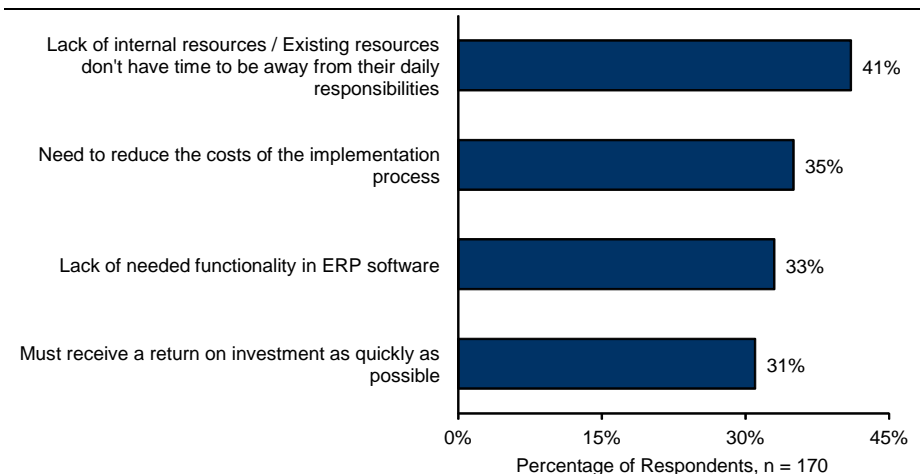 Lack of internal resources / Existing resources
don't have time to be away from their daily
responsibilities
41%
Need to reduce the costs of the implementation
process
35%
Lack of needed functionality in ERP software
33%
Must receive a return on investment as quickly as
possible
31%
0%
15%
30%
45%
Percentage of Respondents, n = 170